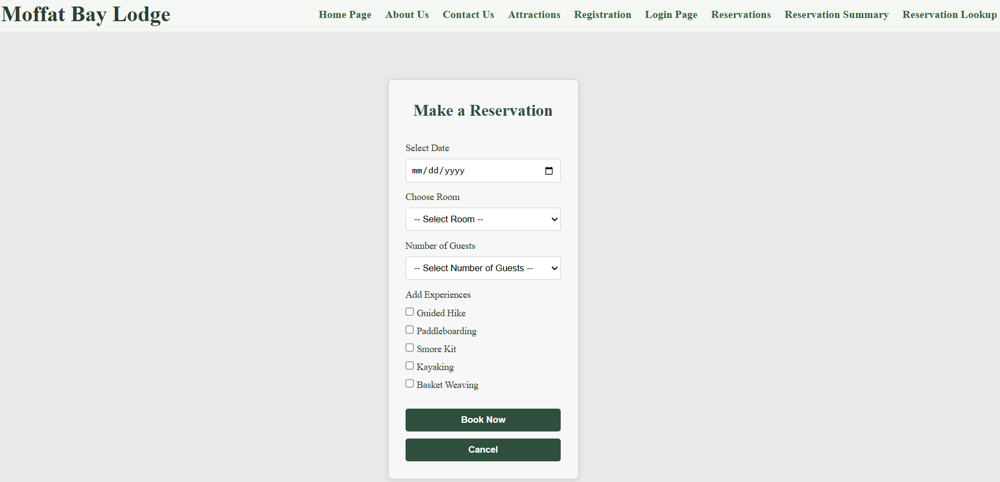 Moffat Bay Lodge
Home Page About Us Contact Us Attractions Registration Login Page Reservations Reservation Summary Reservation Lookup
Make a Reservation
Select Date
mm/dd/yyyy
Choose Room
-- Select Room --
Number of Guests
-- Select Number of Guests --
Add Experiences
Guided Hike
Paddleboarding
Smore Kit
Kayaking
Basket Weaving
Book Now
Cancel